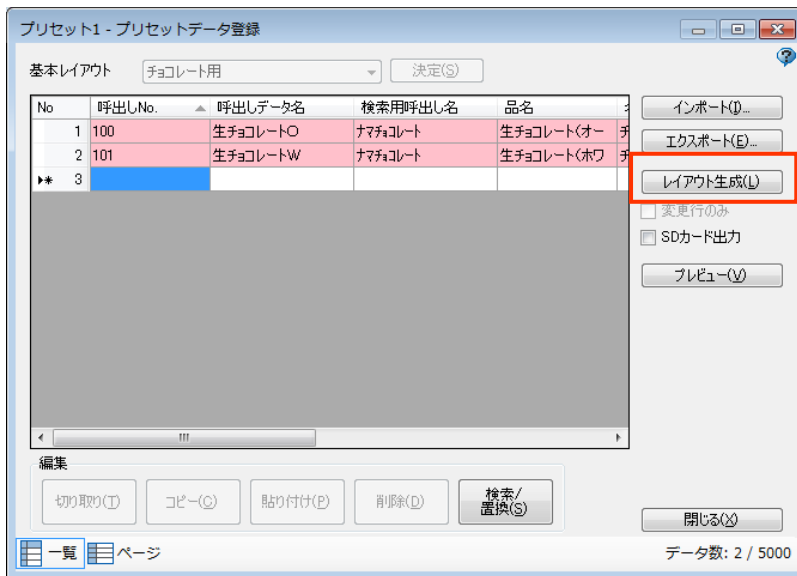 プリセット1 - プリセットデータ登録
基本レイアウト チョコレート用 決定(S)
No 呼出しNo. 呼出しデータ名 検索用呼出し名 品名
1 100 生チョコレートO ナマチョコレート 生チョコレート(オー チ
2 101 生チョコレートW ナマチョコレート 生チョコレート(ホワ チ
3
インポート(I)...
エクスポート(E)...
レイアウト生成(L)
変更行のみ
SDカード出力
プレビュー(V)
編集
切り取り(T) コピー(C) 貼り付け(P) 削除(D) 検索/
置換(S)
閉じる(X)
一覧 ページ データ数: 2 / 5000